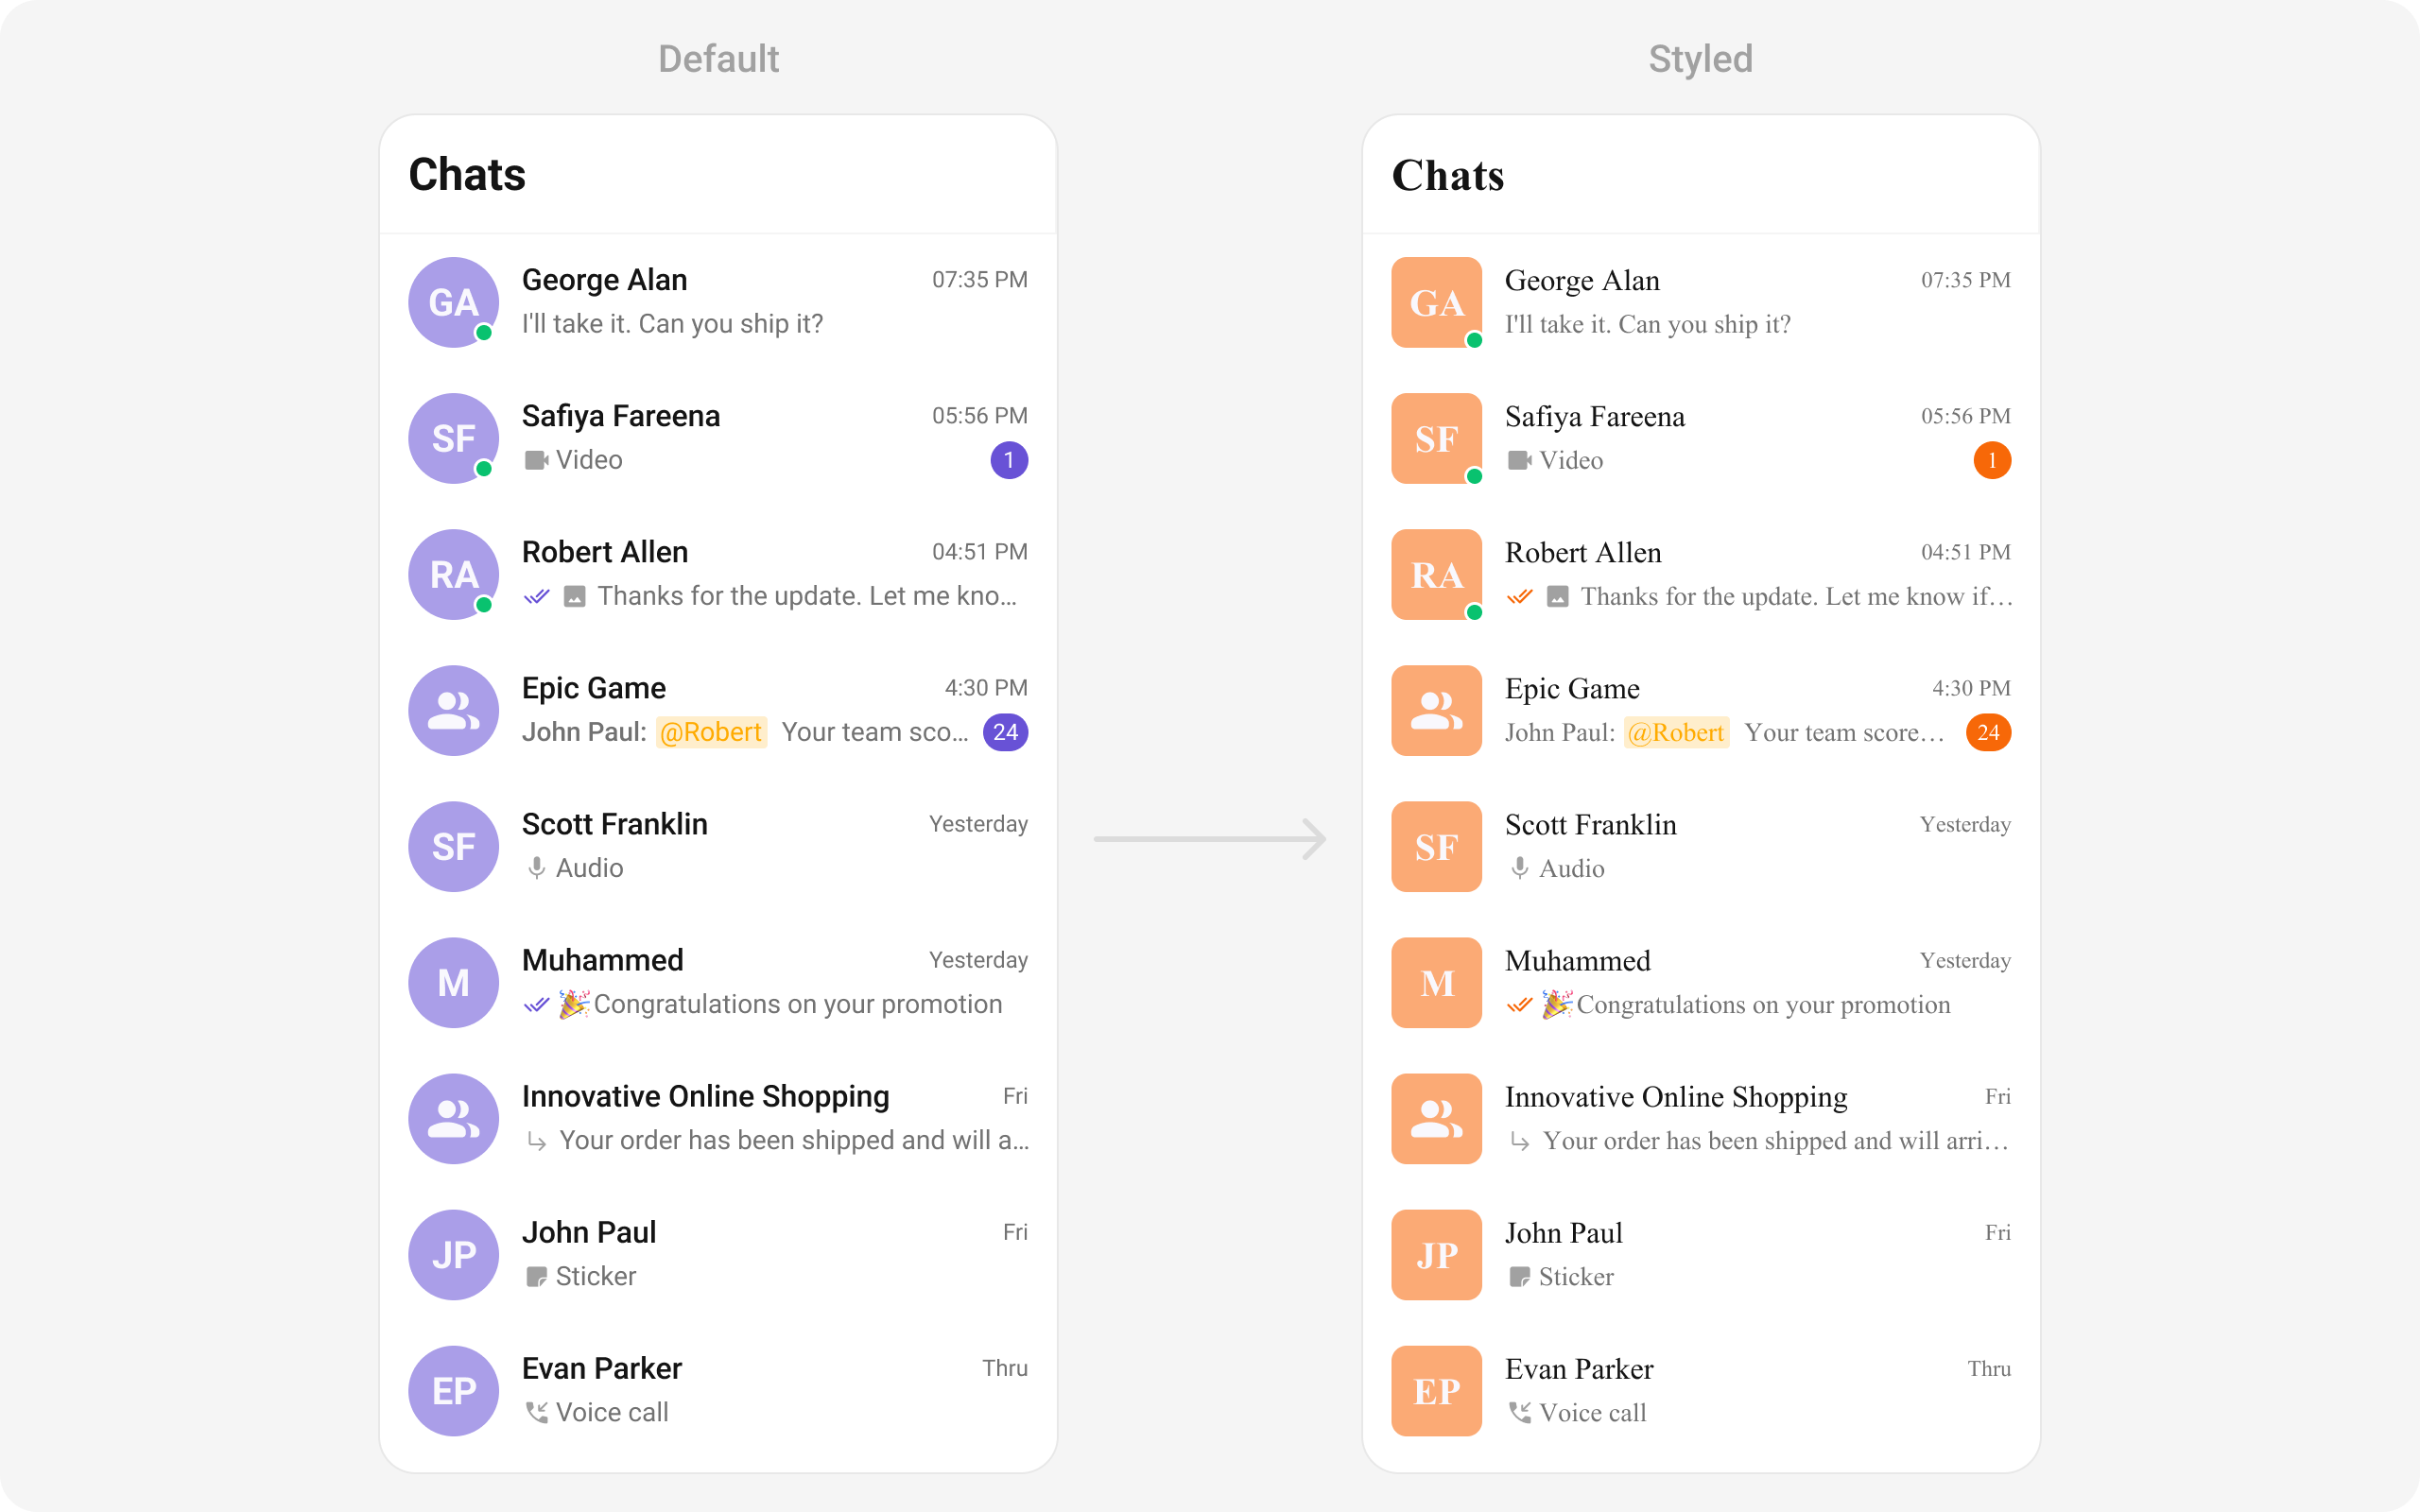 Default
Chats
GA George Alan 07:35 PM
I'll take it. Can you ship it?
SF Safiya Fareena 05:56 PM
Video 1
RA Robert Allen 04:51 PM
Thanks for the update. Let me kno...
Epic Game 4:30 PM
John Paul: @Robert Your team sco... 24
SF Scott Franklin Yesterday
Audio
M Muhammed Yesterday
🎉Congratulations on your promotion
Innovative Online Shopping Fri
Your order has been shipped and will a...
JP John Paul Fri
Sticker
EP Evan Parker Thru
Voice call
Styled
Chats
GA George Alan 07:35 PM
I'll take it. Can you ship it?
SF Safiya Fareena 05:56 PM
Video 1
RA Robert Allen 04:51 PM
Thanks for the update. Let me know if...
Epic Game 4:30 PM
John Paul: @Robert Your team score... 24
SF Scott Franklin Yesterday
Audio
M Muhammed Yesterday
🎉Congratulations on your promotion
Innovative Online Shopping Fri
Your order has been shipped and will arri...
JP John Paul Fri
Sticker
EP Evan Parker Thru
Voice call